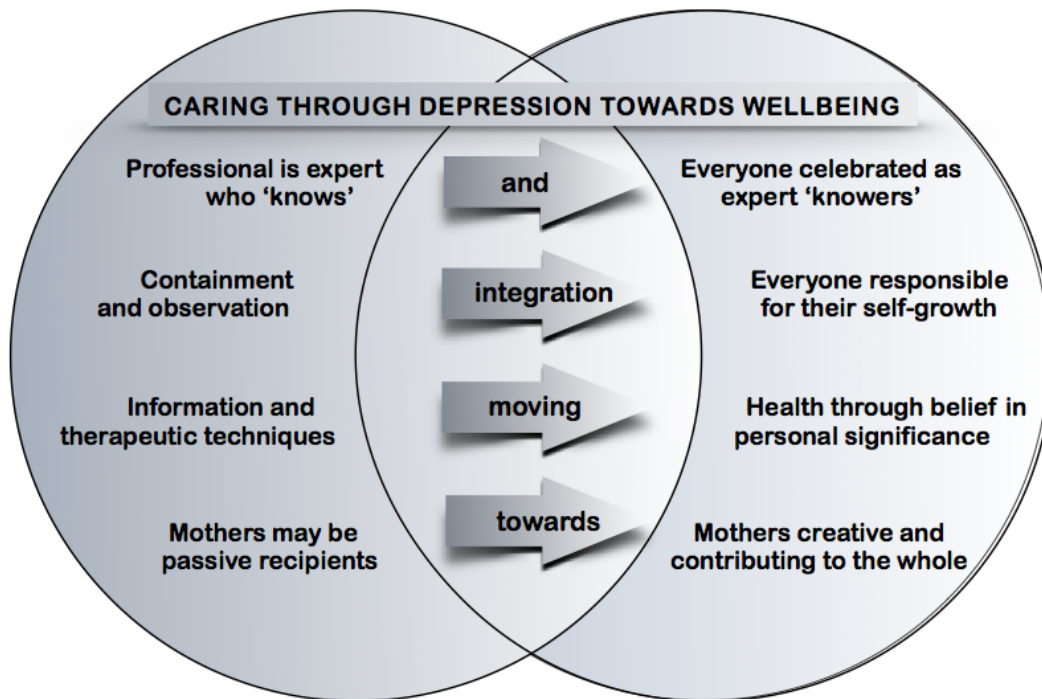 CARING THROUGH DEPRESSION TOWARDS WELLBEING
Professional is expert
who ‘knows’
and
Everyone celebrated as
expert ‘knowers’
Containment
and observation
integration
Everyone responsible
for their self-growth
Information and
therapeutic techniques
moving
Health through belief in
personal significance
Mothers may be
passive recipients
towards
Mothers creative and
contributing to the whole